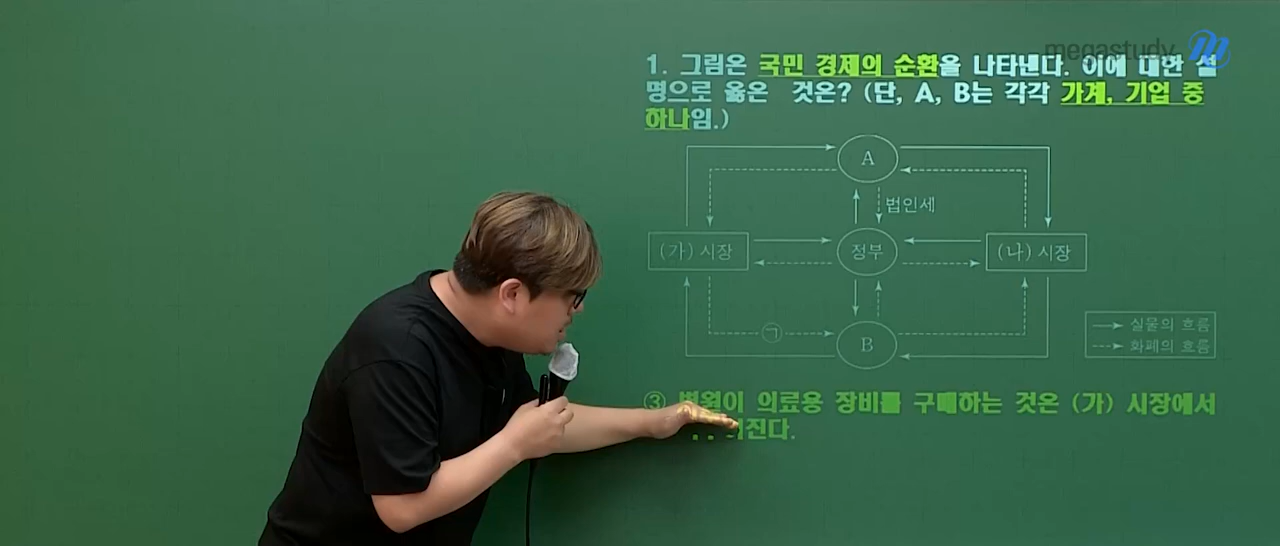 megastudy
1. 그림은 국민 경제의 순환을 나타낸다. 이에 대한 설
명으로 옳은 것은? (단, A, B는 각각 가계, 기업 중
하나임.)
A
법인세
(가) 시장
정부
(나) 시장
㉠
B
실물의 흐름
화폐의 흐름
③ 병원이 의료용 장비를 구매하는 것은 (가) 시장에서
진다.